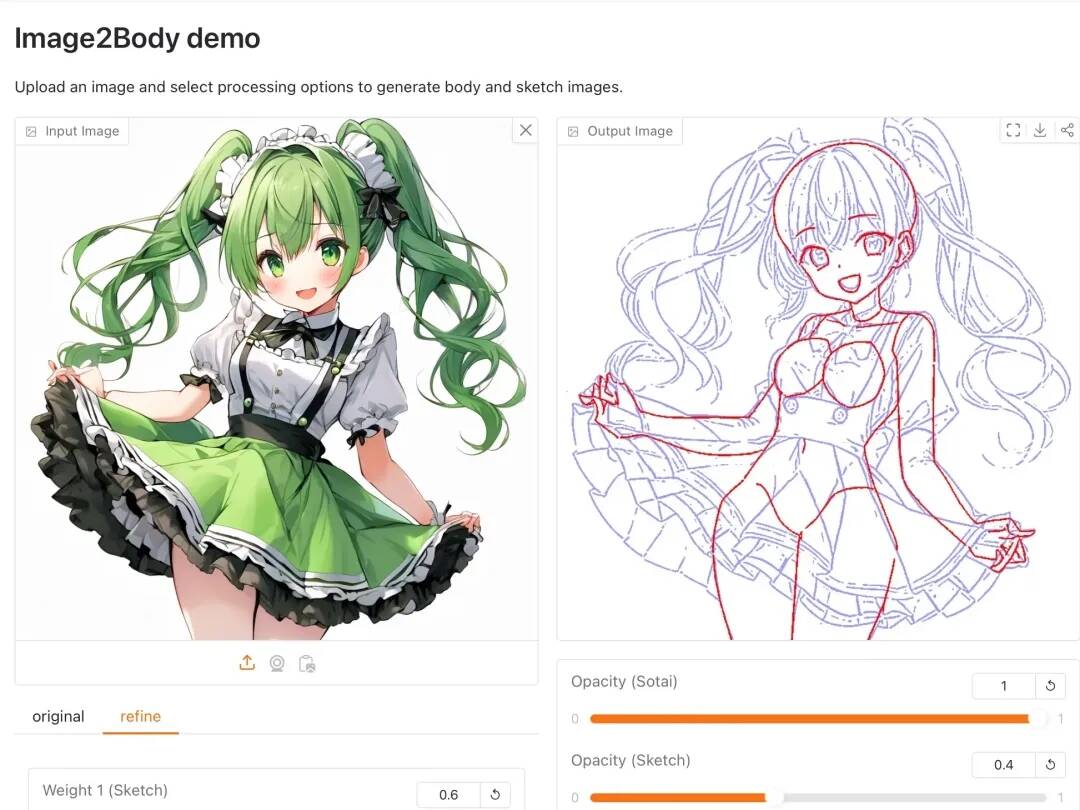 Image2Body demo
Upload an image and select processing options to generate body and sketch images.
Input Image
Output Image
original
refine
Weight 1 (Sketch)
0.6
Opacity (Sotai)
1
0
1
Opacity (Sketch)
0.4
0
1